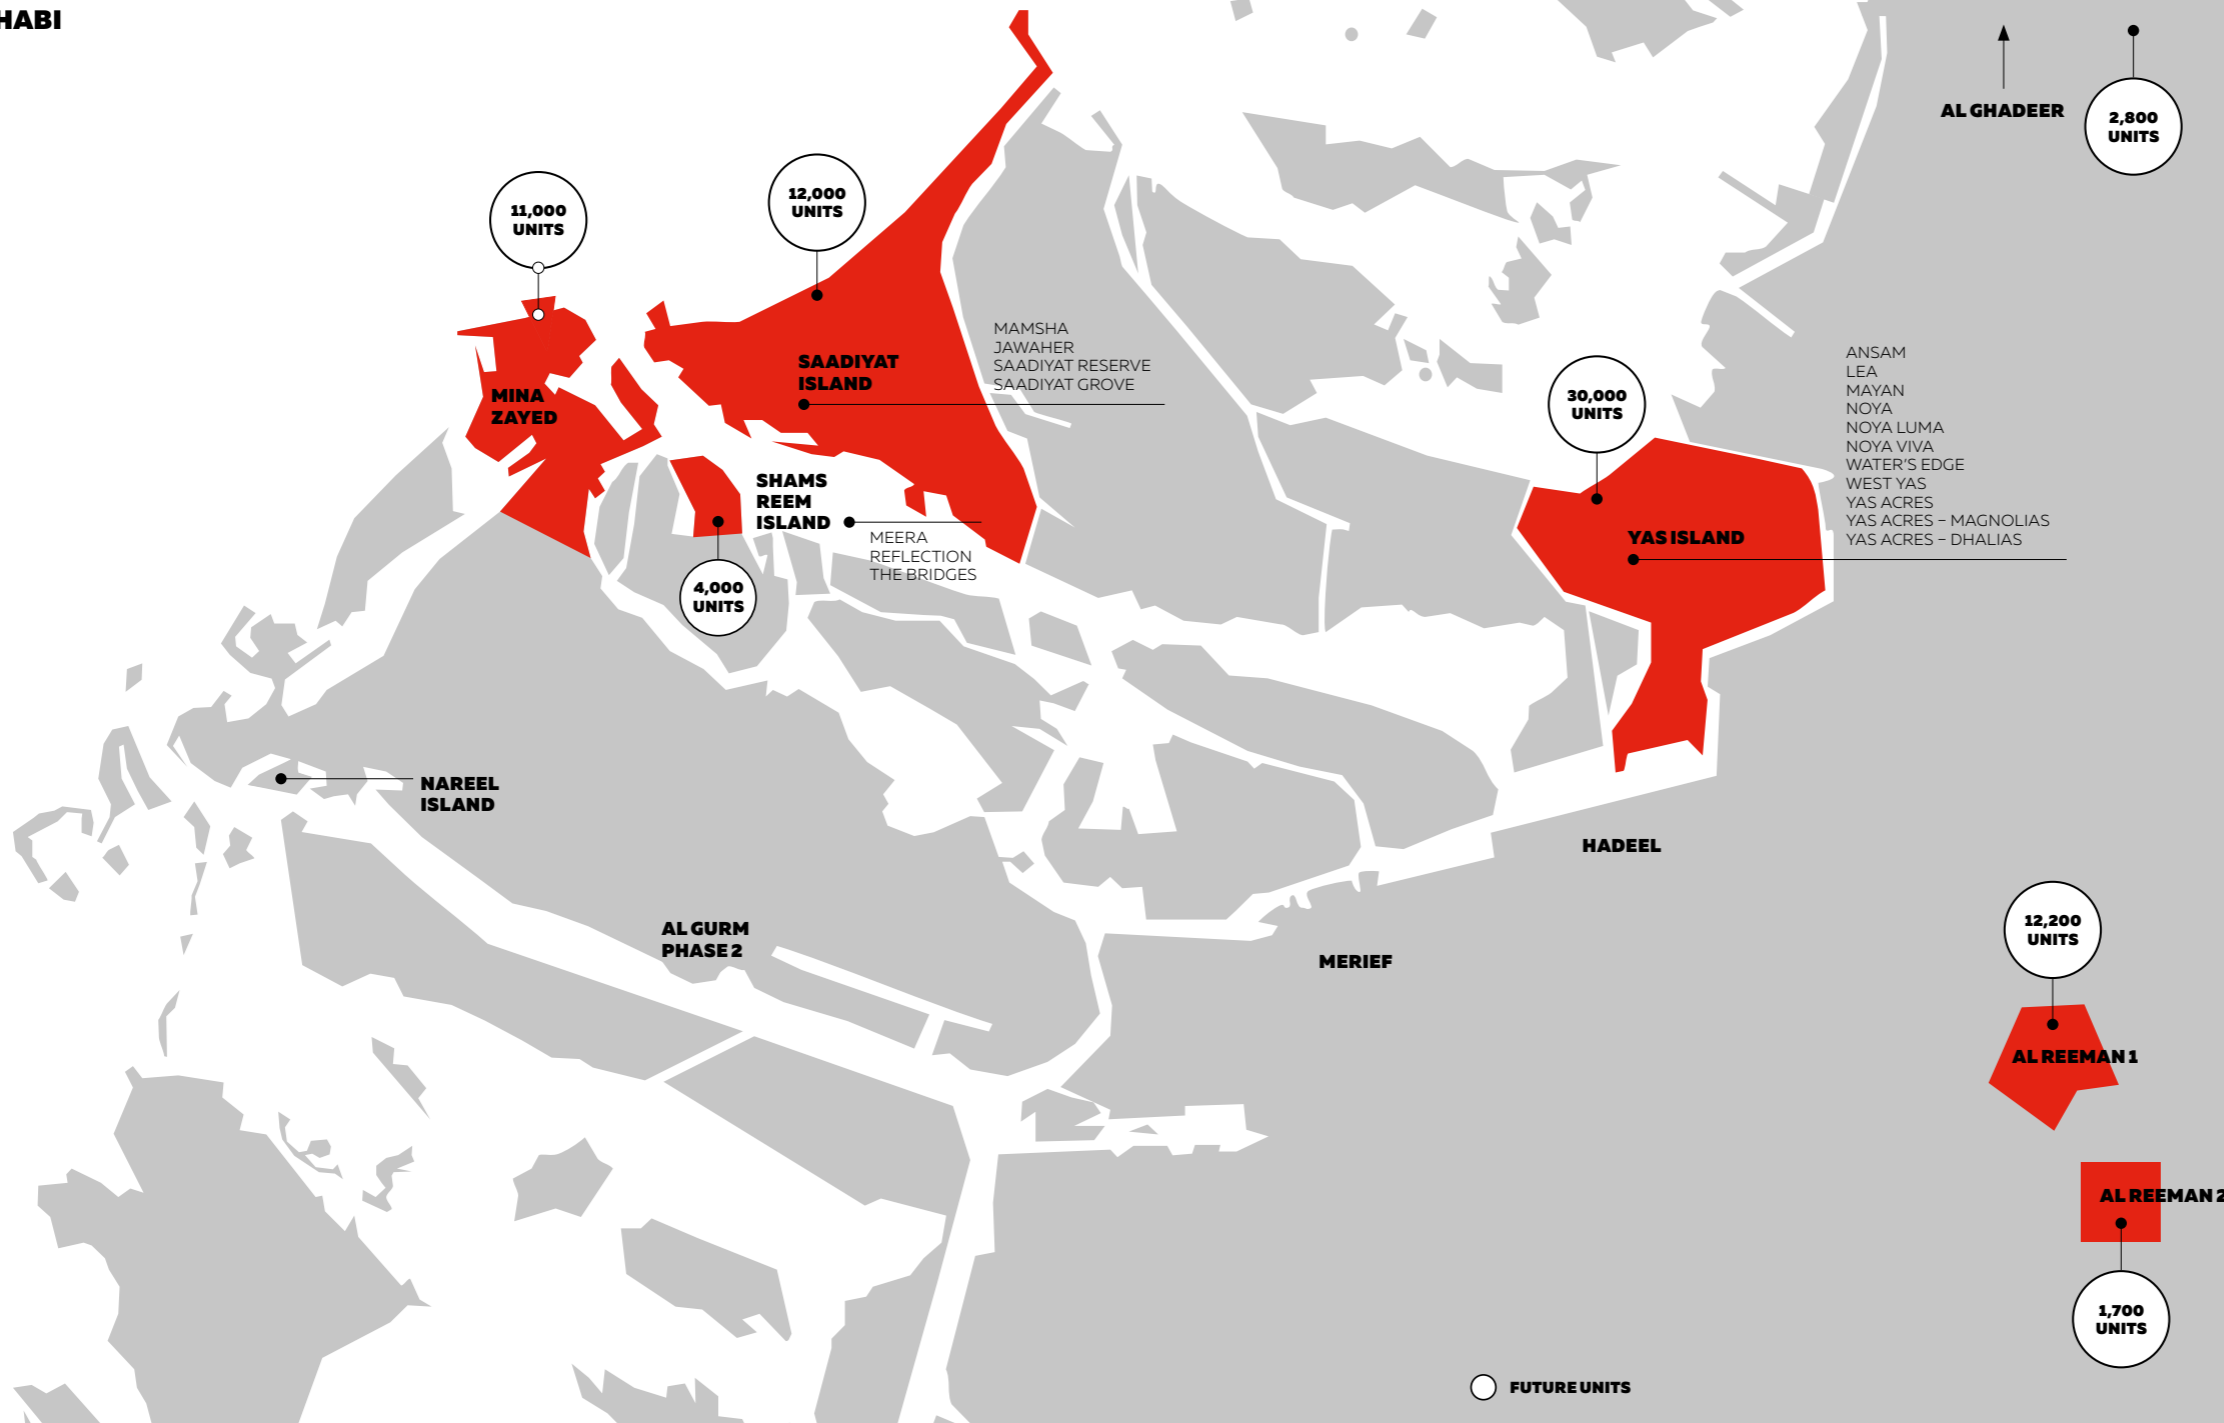 HABI
AL GHADEER
2,800
UNITS
11,000
UNITS
12,000
UNITS
MAMSHA
JAWAHER
SAADIYAT RESERVE
SAADIYAT GROVE
SAADIYAT
ISLAND
MINA
ZAYED
30,000
UNITS
ANSAM
LEA
MAYAN
NOYA
NOYA LUMA
NOYA VIVA
WATER'S EDGE
WEST YAS
YAS ACRES
YAS ACRES – MAGNOLIAS
YAS ACRES – DHALIAS
YAS ISLAND
SHAMS
REEM
ISLAND
MEERA
REFLECTION
THE BRIDGES
4,000
UNITS
NAREEL
ISLAND
HADEEL
AL GURM
PHASE 2
MERIEF
12,200
UNITS
AL REEMAN 1
AL REEMAN 2
1,700
UNITS
FUTURE UNITS